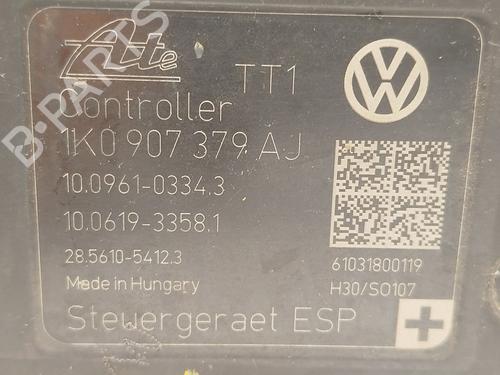 Ate TT1
Controller
1K0 907 379 AJ
10.0961-0334.3
10.0619-3358.1
28.5610-5412.3
61031800119
Made in Hungary
H30/SO107
Steuergeraet ESP
B-PARTS